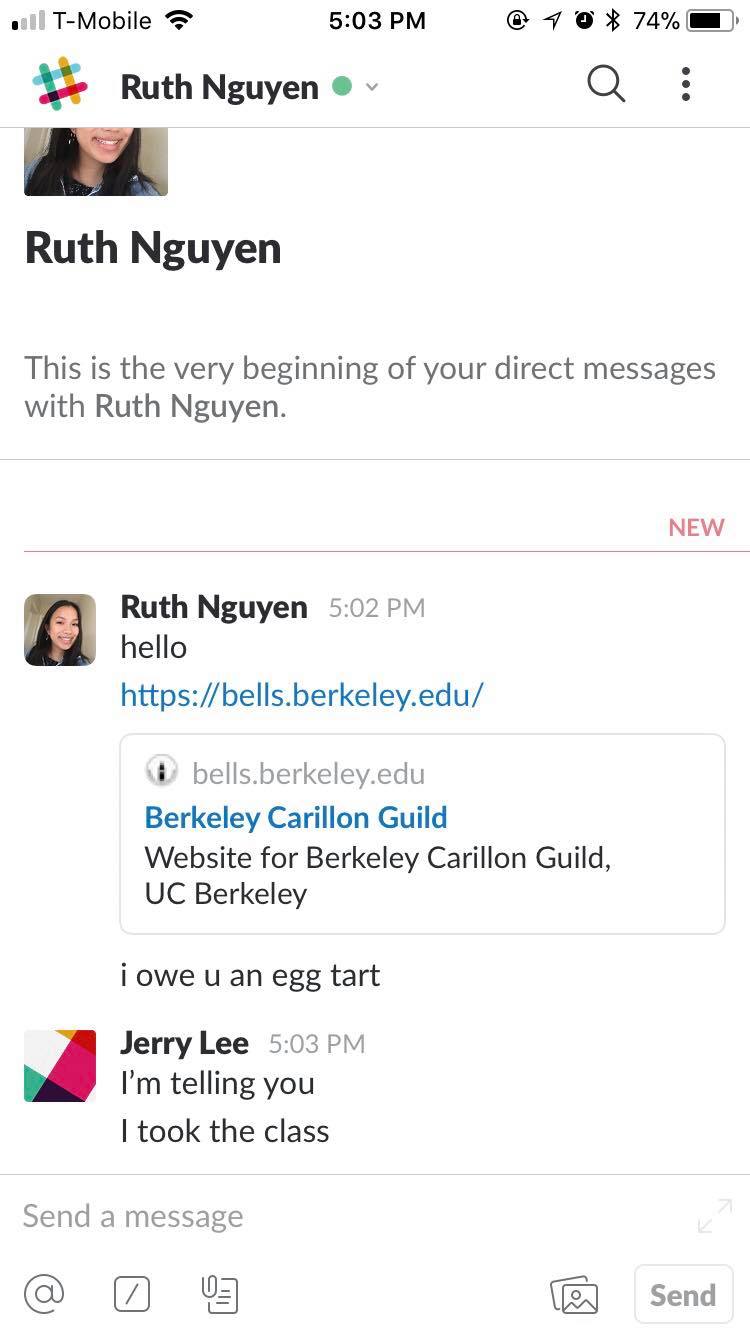 T-Mobile 5:03 PM 74%
Ruth Nguyen
Ruth Nguyen
This is the very beginning of your direct messages
with Ruth Nguyen.
NEW
Ruth Nguyen 5:02 PM
hello
https://bells.berkeley.edu/
bells.berkeley.edu
Berkeley Carillon Guild
Website for Berkeley Carillon Guild,
UC Berkeley
i owe u an egg tart
Jerry Lee 5:03 PM
I’m telling you
I took the class
Send a message
@ / Send